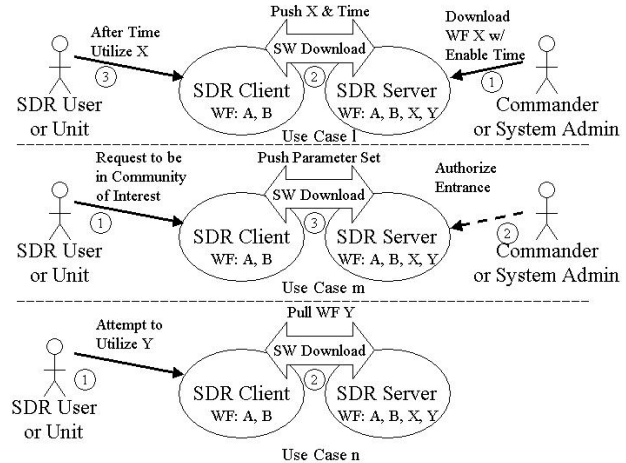 Push X & Time
After Time
Utilize X
Download
WF X w/
Enable Time
SW Download
3
2
1
SDR Client
WF: A, B
SDR Server
WF: A, B, X, Y
SDR User
or Unit
Commander
or System Admin
Use Case l
Request to be
in Community
of Interest
Push Parameter Set
Authorize
Entrance
SW Download
1
3
2
SDR Client
WF: A, B
SDR Server
WF: A, B, X, Y
SDR User
or Unit
Commander
or System Admin
Use Case m
Pull WF Y
Attempt to
Utilize Y
SW Download
1
2
SDR Client
WF: A, B
SDR Server
WF: A, B, X, Y
SDR User
or Unit
Use Case n